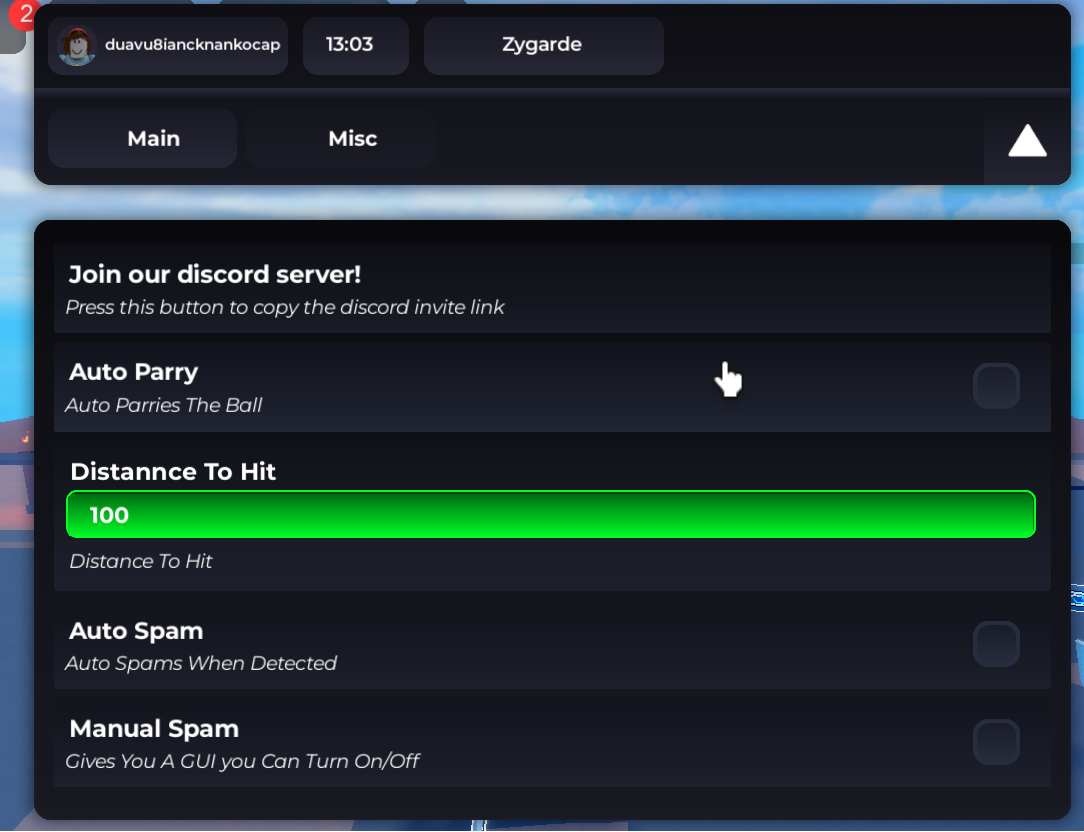 2
duavu8iancknankocap
13:03
Zygarde
Main
Misc
Join our discord server!
Press this button to copy the discord invite link
Auto Parry
Auto Parries The Ball
Distannce To Hit
100
Distance To Hit
Auto Spam
Auto Spams When Detected
Manual Spam
Gives You A GUI you Can Turn On/Off